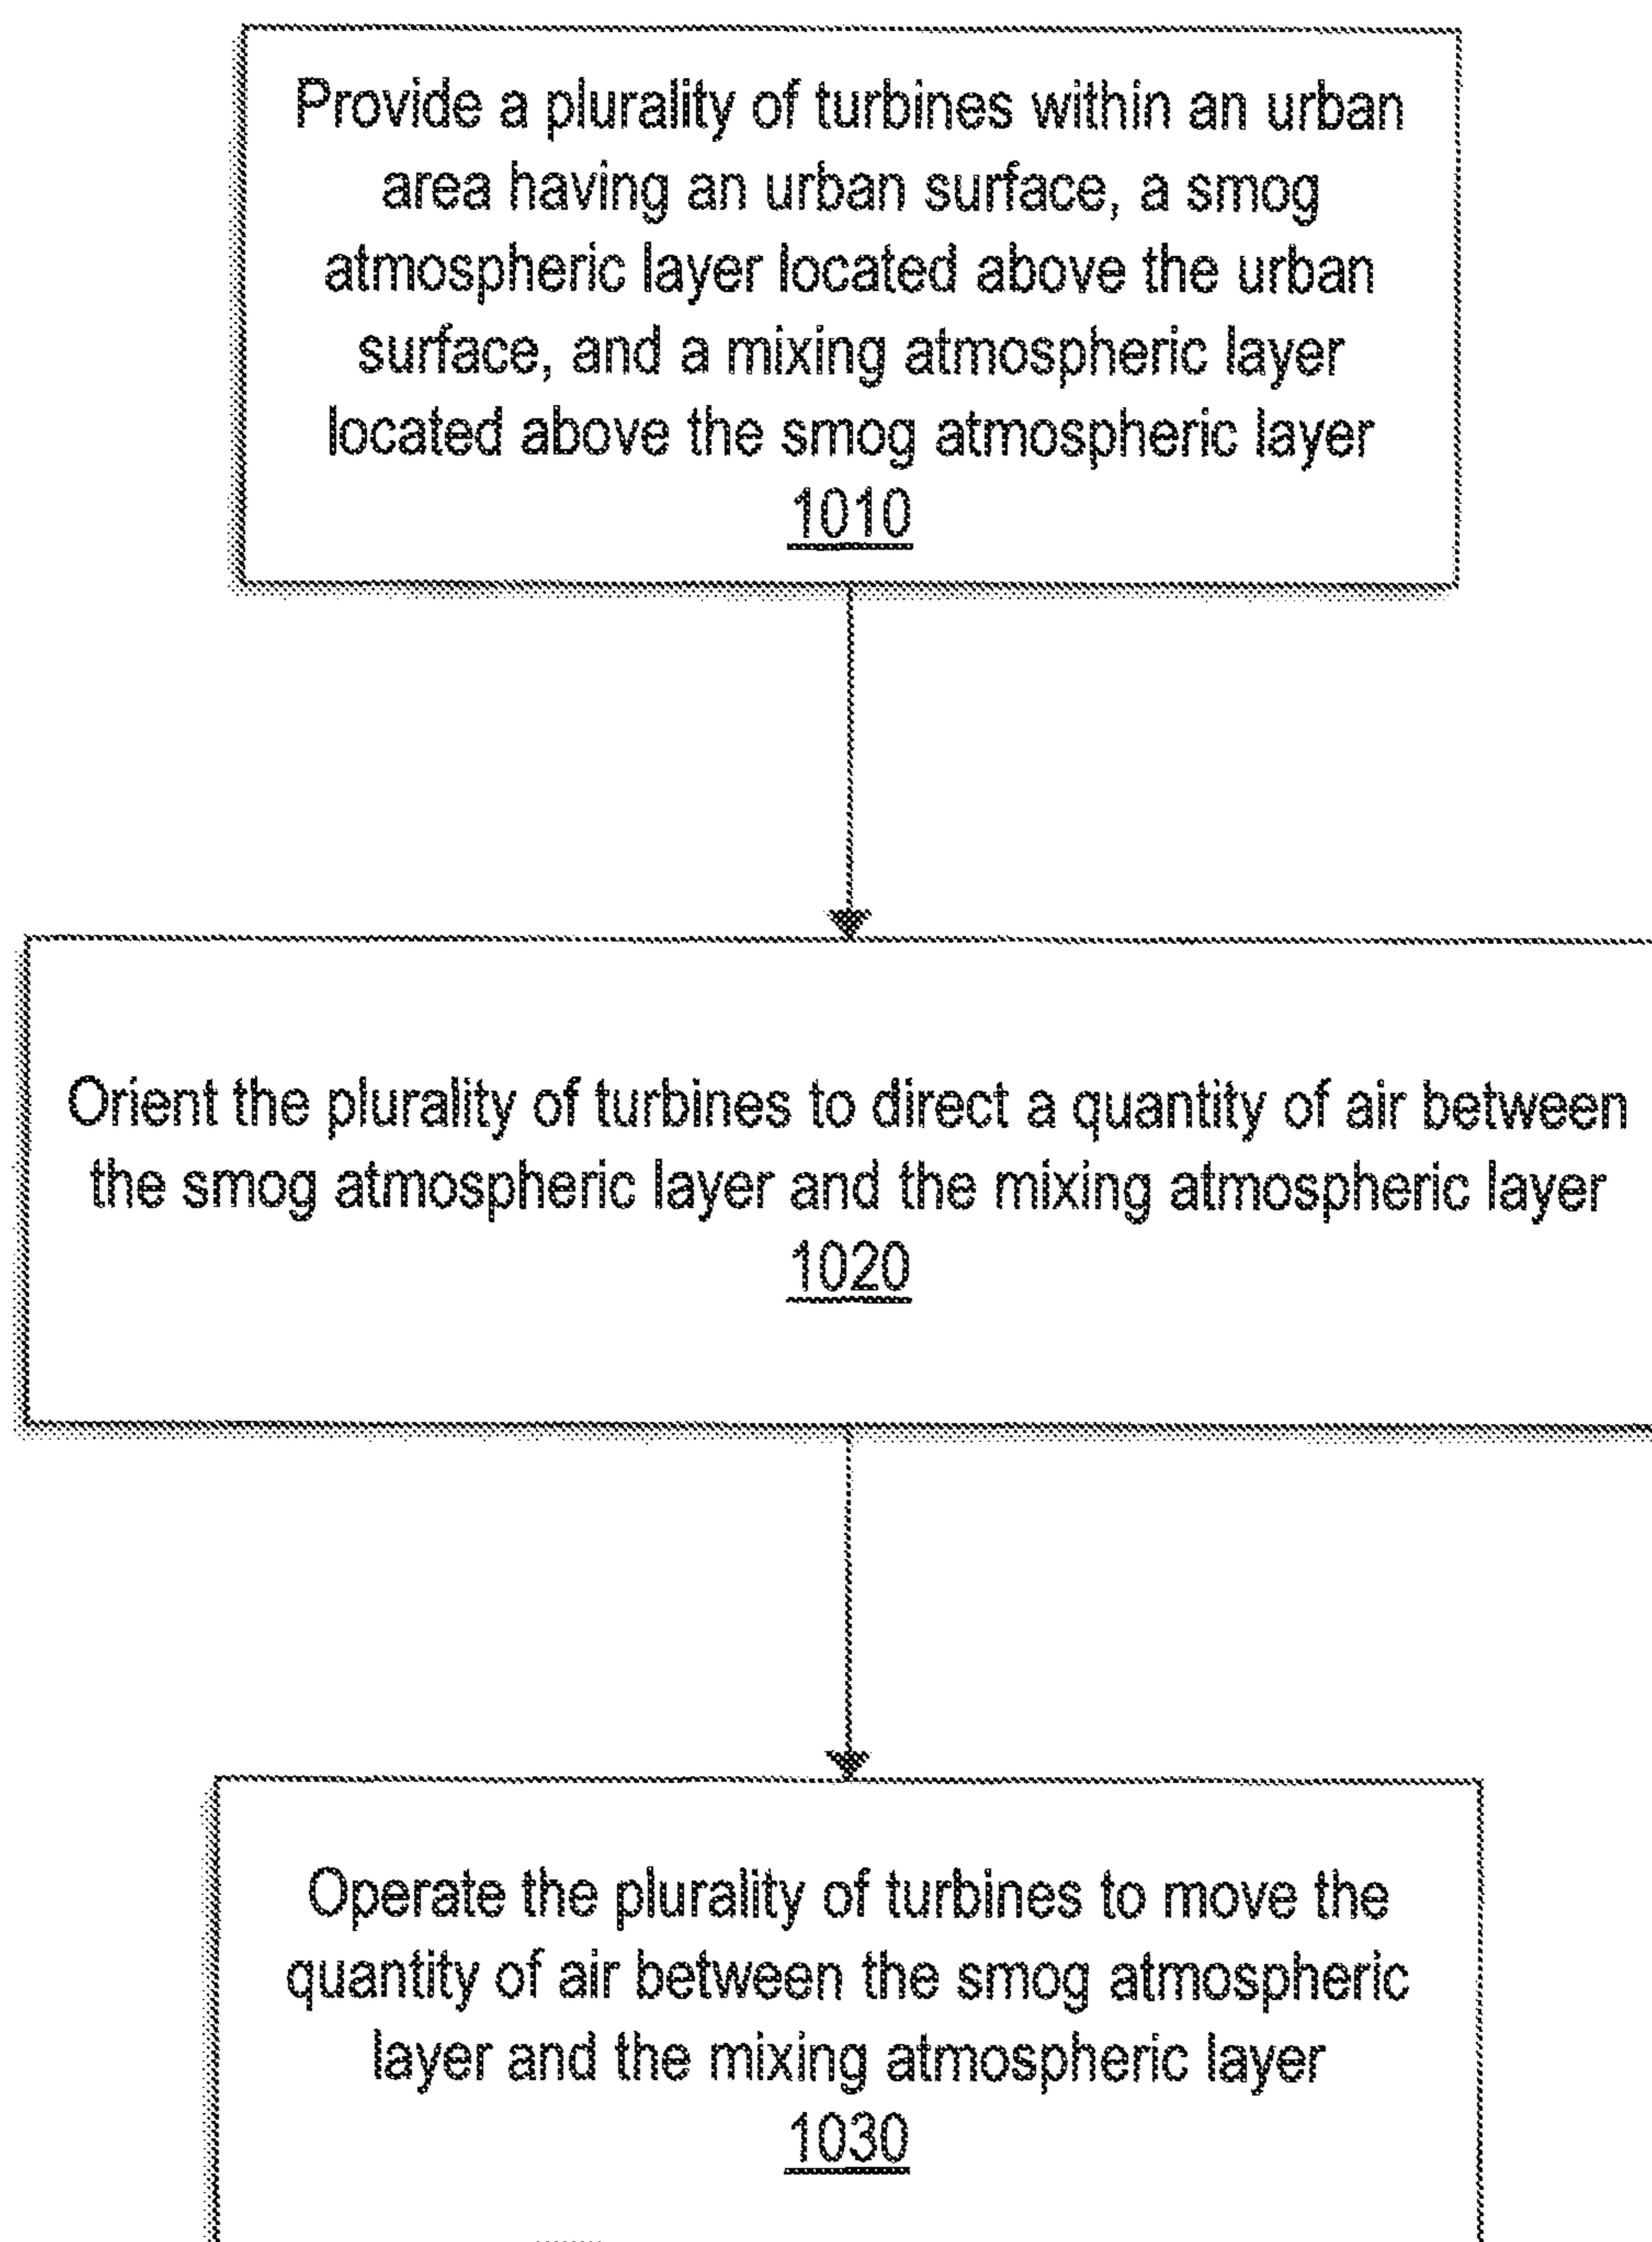 Provide a plurality of turbines within an urban
area having an urban surface, a smog
atmospheric layer located above the urban
surface, and a mixing atmospheric layer
located above the smog atmospheric layer
1010
Orient the plurality of turbines to direct a quantity of air between
the smog atmospheric layer and the mixing atmospheric layer
1020
Operate the plurality of turbines to move the
quantity of air between the smog atmospheric
layer and the mixing atmospheric layer
1030